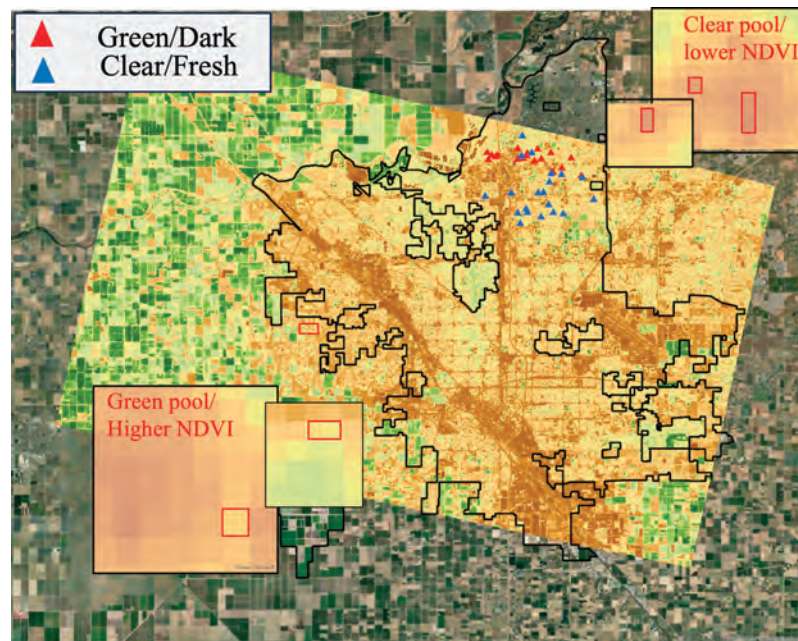 Green/Dark
Clear/Fresh
Clear pool/
lower NDVI
Green pool/
Higher NDVI